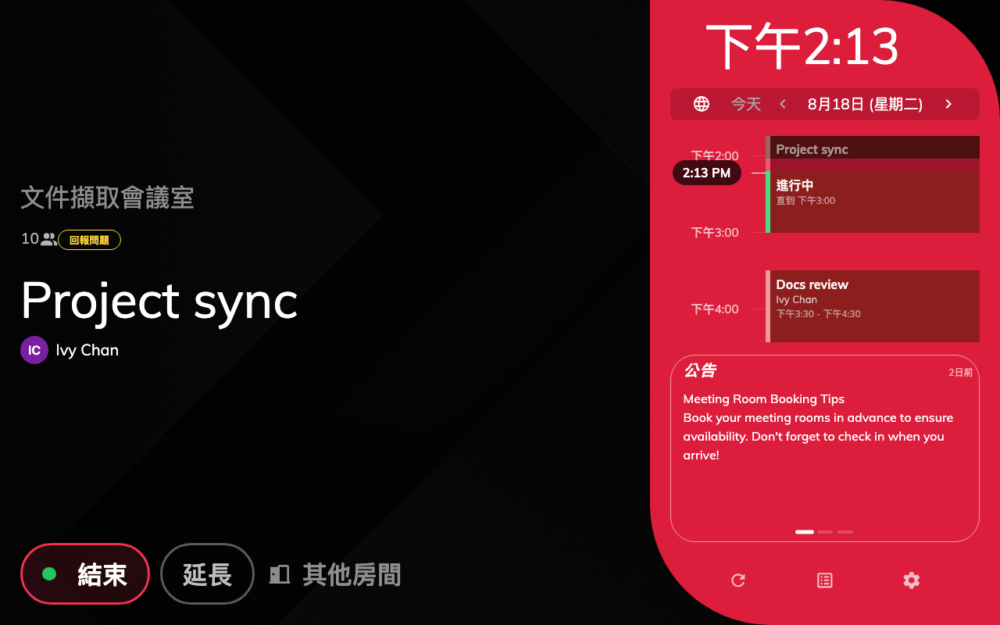 文件擷取會議室
10
回報問題
Project sync
IC
Ivy Chan
結束
延長
其他房間
下午2:13
今天
8月18日 (星期二)
下午2:00
Project sync
2:13 PM
進行中
直到 下午3:00
下午3:00
Docs review
Ivy Chan
下午4:00
下午3:30 - 下午4:30
公告
2日前
Meeting Room Booking Tips
Book your meeting rooms in advance to ensure
availability. Don't forget to check in when you
arrive!